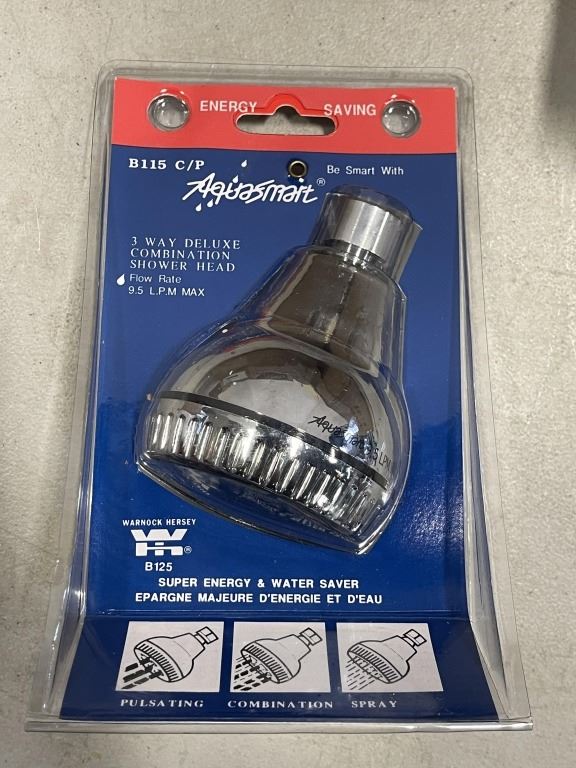 ENERGY SAVING
B115 C/P
Be Smart With
Aquasmart®
3 WAY DELUXE
COMBINATION
SHOWER HEAD
Flow Rate
9.5 L.P.M MAX
WARNOCK HERSEY
WH®
B125
SUPER ENERGY & WATER SAVER
EPARGNE MAJEURE D'ENERGIE ET D'EAU
PULSATING COMBINATION SPRAY